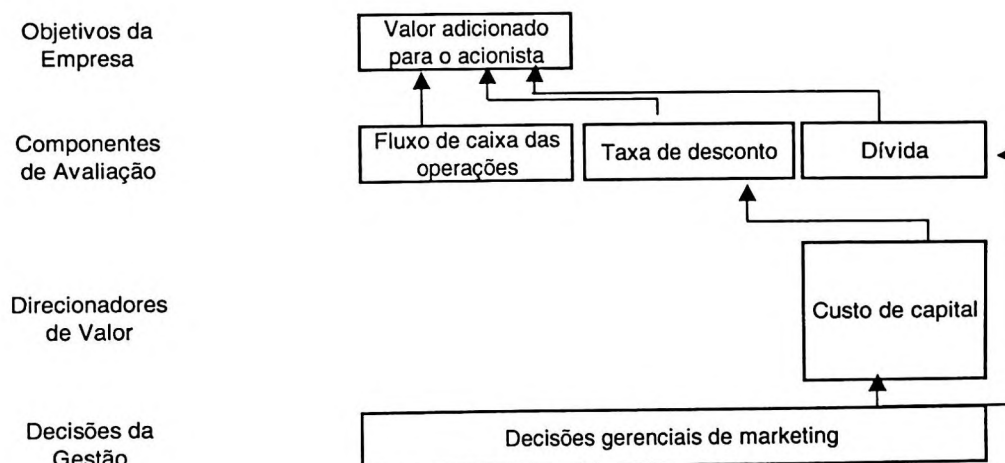 Objetivos da
Empresa
Valor adicionado
para o acionista
Componentes
de Avaliação
Fluxo de caixa das
operações
Taxa de desconto
Dívida
Direcionadores
de Valor
Custo de capital
Decisões da
Gestão
Decisões gerenciais de marketing